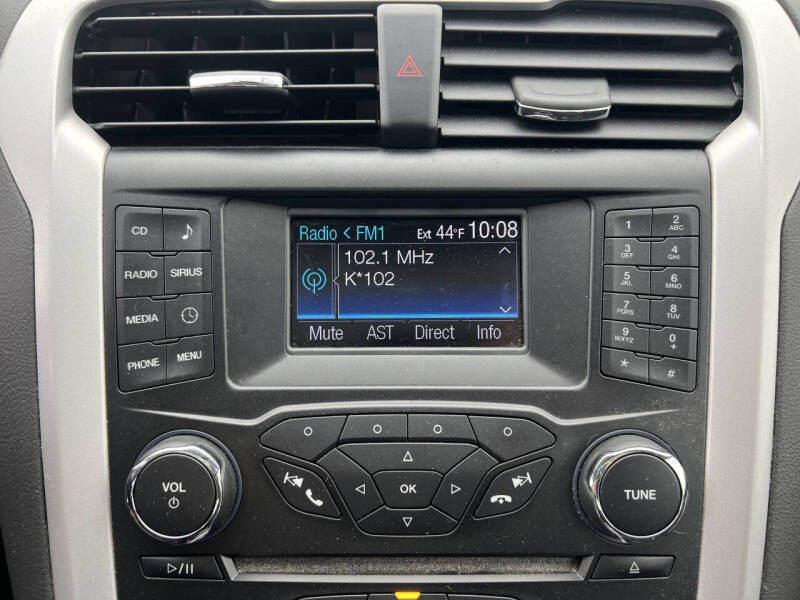 CD
RADIO
SIRIUS
MEDIA
PHONE
MENU
Radio < FM1 Ext 44°F 10:08
102.1 MHz
K*102
Mute AST Direct Info
1 2 ABC
3 DEF 4 GHI
5 JKL 6 MNO
7 PQRS 8 TUV
9 WXYZ 0 +
* #
VOL
OK
TUNE